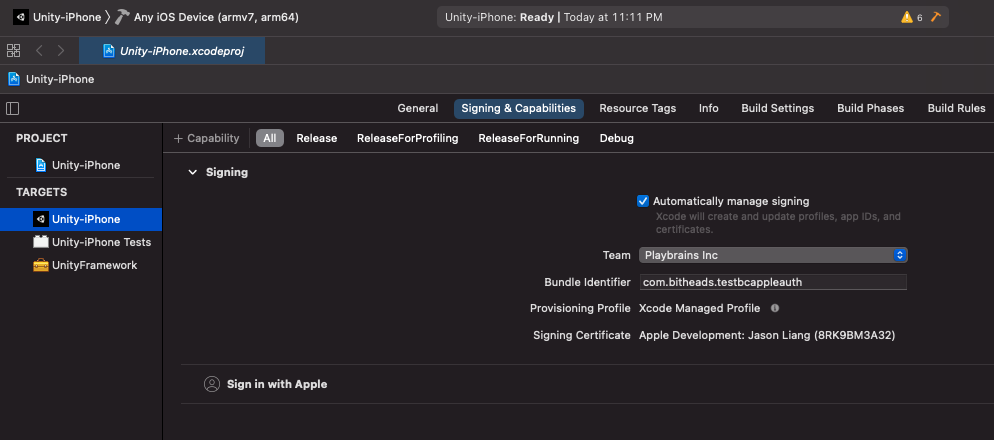 Unity-iPhone
Any iOS Device (armv7, arm64)
Unity-iPhone: Ready | Today at 11:11 PM
6
Unity-iPhone.xcodeproj
Unity-iPhone
General
Signing & Capabilities
Resource Tags
Info
Build Settings
Build Phases
Build Rules
PROJECT
Unity-iPhone
TARGETS
Unity-iPhone
Unity-iPhone Tests
UnityFramework
+ Capability
All
Release
ReleaseForProfiling
ReleaseForRunning
Debug
Signing
Automatically manage signing
Xcode will create and update profiles, app IDs, and
certificates.
Team Playbrains Inc
Bundle Identifier com.bitheads.testbcappleauth
Provisioning Profile Xcode Managed Profile
Signing Certificate Apple Development: Jason Liang (8RK9BM3A32)
Sign in with Apple